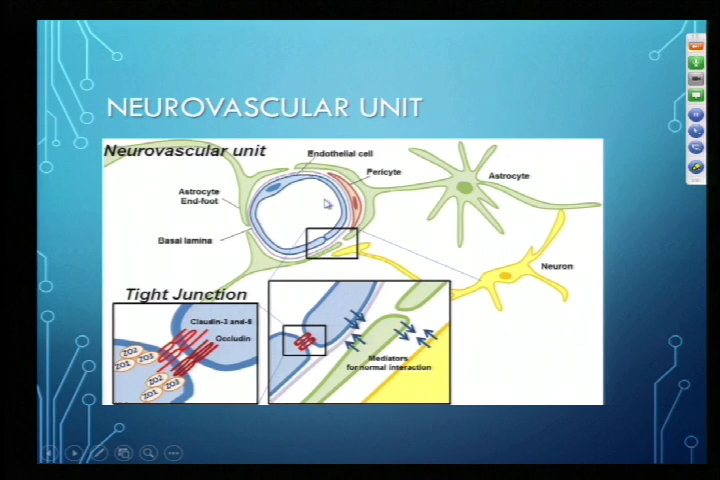 NEUROVASCULAR UNIT
Neurovascular unit
Endothelial cell
Pericyte
Astrocyte
Astrocyte
End-foot
Basal lamina
Neuron
Tight Junction
Claudin-3 and-5
Occludin
ZO2
ZO1
ZO3
ZO2
ZO1
ZO3
Mediators
for normal interaction